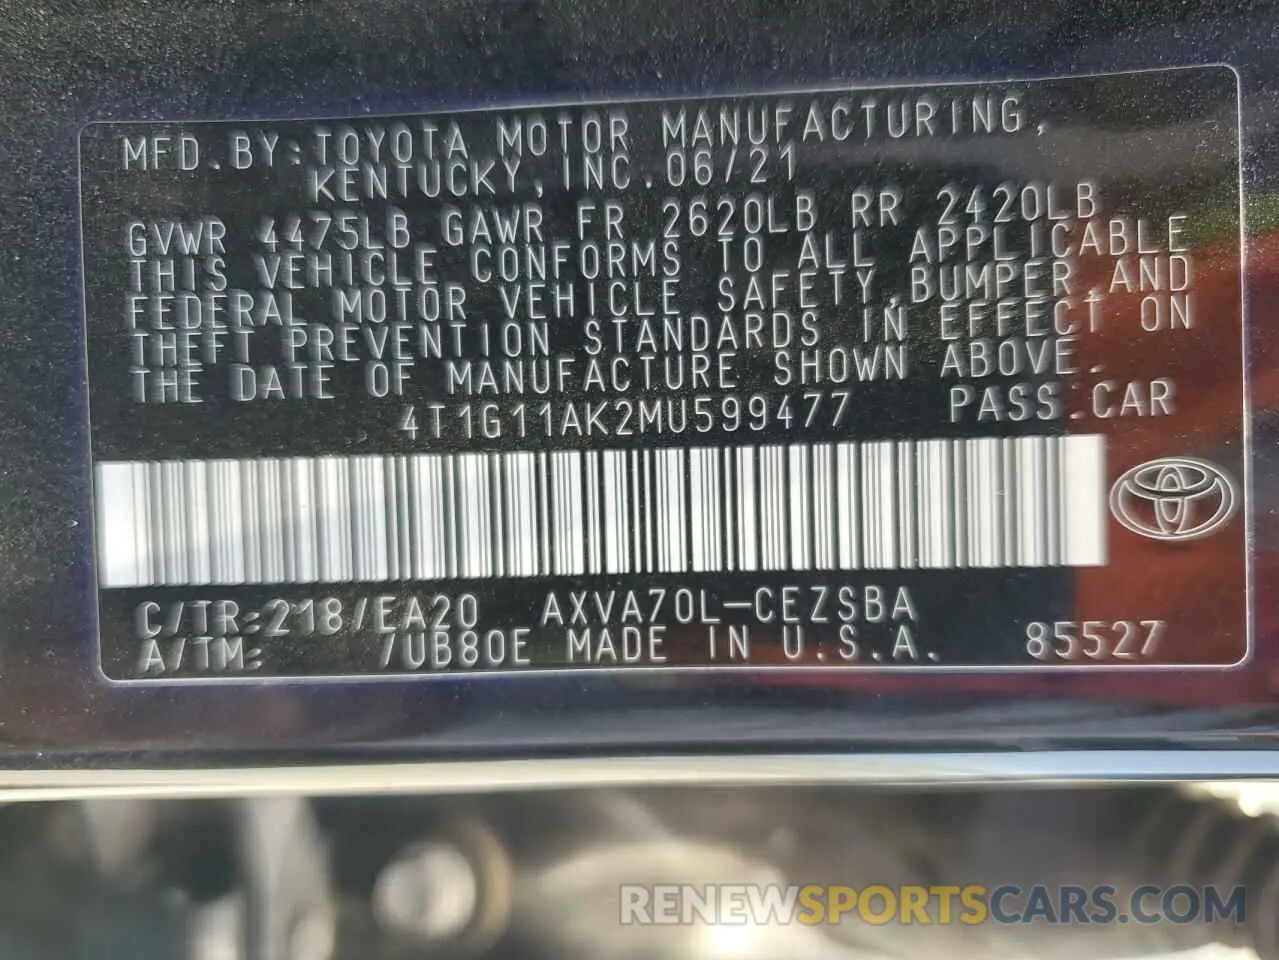 MFD.BY:TOYOTA MOTOR MANUFACTURING,
KENTUCKY,INC.06/21
GVWR 4475LB GAWR FR 2620LB RR 2420LB
THIS VEHICLE CONFORMS TO ALL APPLICABLE
FEDERAL MOTOR VEHICLE SAFETY,BUMPER,AND
THEFT PREVENTION STANDARDS IN EFFECT ON
THE DATE OF MANUFACTURE SHOWN ABOVE.
4T1G11AK2MU599477 PASS.CAR
C/TR:218/EA20 AXVA70L-CEZSBA
A/TM: /UB80E MADE IN U.S.A. 85527
RENEWSPORTSCARS.COM